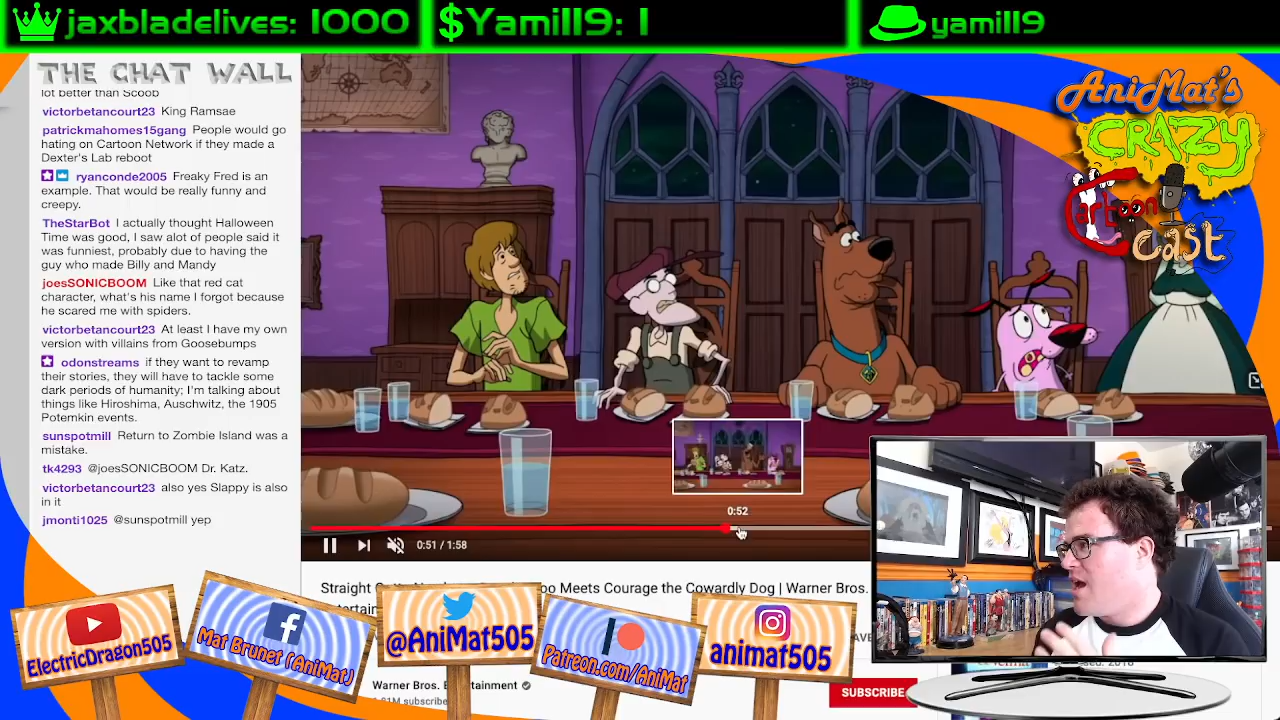 jaxbladelives: 1000
$Yamill9: 1
yamill9
THE CHAT WALL
lot better than Scoob
victorbetancourt23 King Ramsae
patrickmahomes15gang People would go
hating on Cartoon Network if they made a
Dexter's Lab reboot
ryanconde2005 Freaky Fred is an
example. That would be really funny and
creepy.
TheStarBot I actually thought Halloween
Time was good, I saw alot of people said it
was funniest, probably due to having the
guy who made Billy and Mandy
joesSONICBOOM Like that red cat
character, what's his name I forgot because
he scared me with spiders.
victorbetancourt23 At least I have my own
version with villains from Goosebumps
odonstreams if they want to revamp
their stories, they will have to tackle some
dark periods of humanity; I'm talking about
things like Hiroshima, Auschwitz, the 1905
Potemkin events.
sunspotmill Return to Zombie Island was a
mistake.
tk4293 @joesSONICBOOM Dr. Katz.
victorbetancourt23 also yes Slappy is also
in it
jmonti1025 @sunspotmill yep
AniMat's
CRAZY
Cartoon
Cast
0:52
0:51 / 1:58
Straight Meets Courage the Cowardly Dog | Warner Bros.
Warner Bros.
SUBSCRIBE
2018
ElectricDragon505
Mat Brunet (AniMat)
@AniMat505
Patreon.com/AniMat
animat505